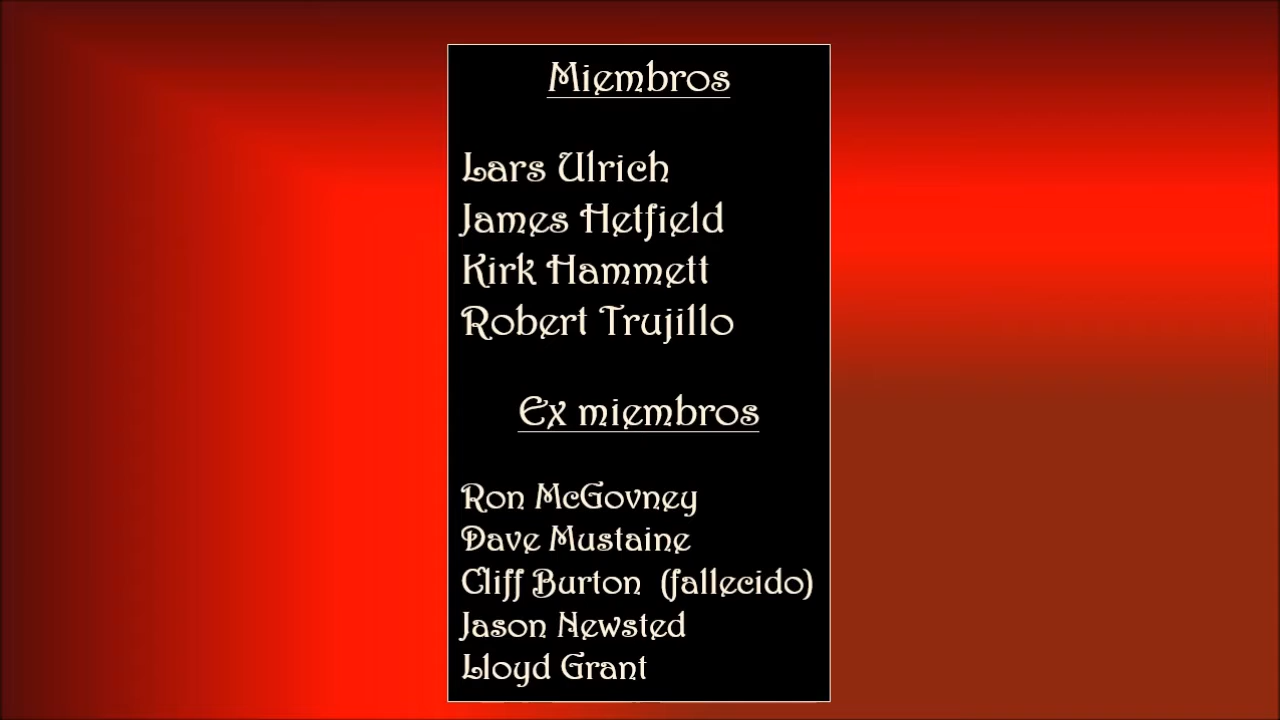 Miembros
Lars Ulrich
James Hetfield
Kirk Hammett
Robert Trujillo
Ex miembros
Ron McGovney
Dave Mustaine
Cliff Burton (fallecido)
Jason Newsted
Lloyd Grant